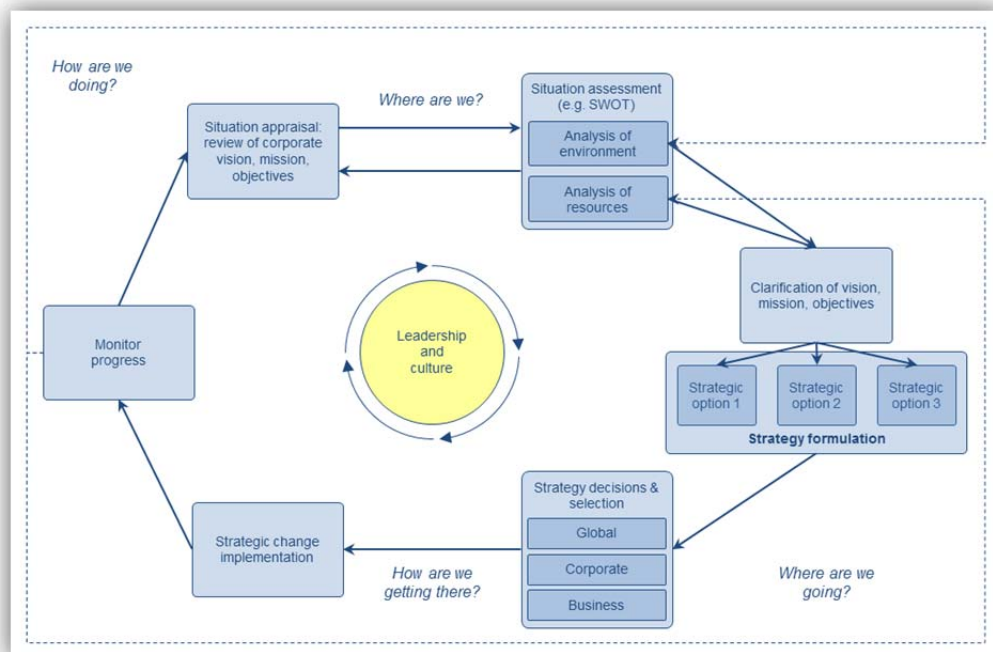 How are we
doing?
Situation appraisal:
review of corporate
vision, mission,
objectives
Where are we?
Situation assessment
(e.g. SWOT)
Analysis of
environment
Analysis of
resources
Clarification of vision,
mission, objectives
Strategic
option 1
Strategic
option 2
Strategic
option 3
Strategy formulation
Where are we
going?
Strategy decisions &
selection
Global
Corporate
Business
How are we
getting there?
Strategic change
implementation
Monitor
progress
Leadership
and
culture